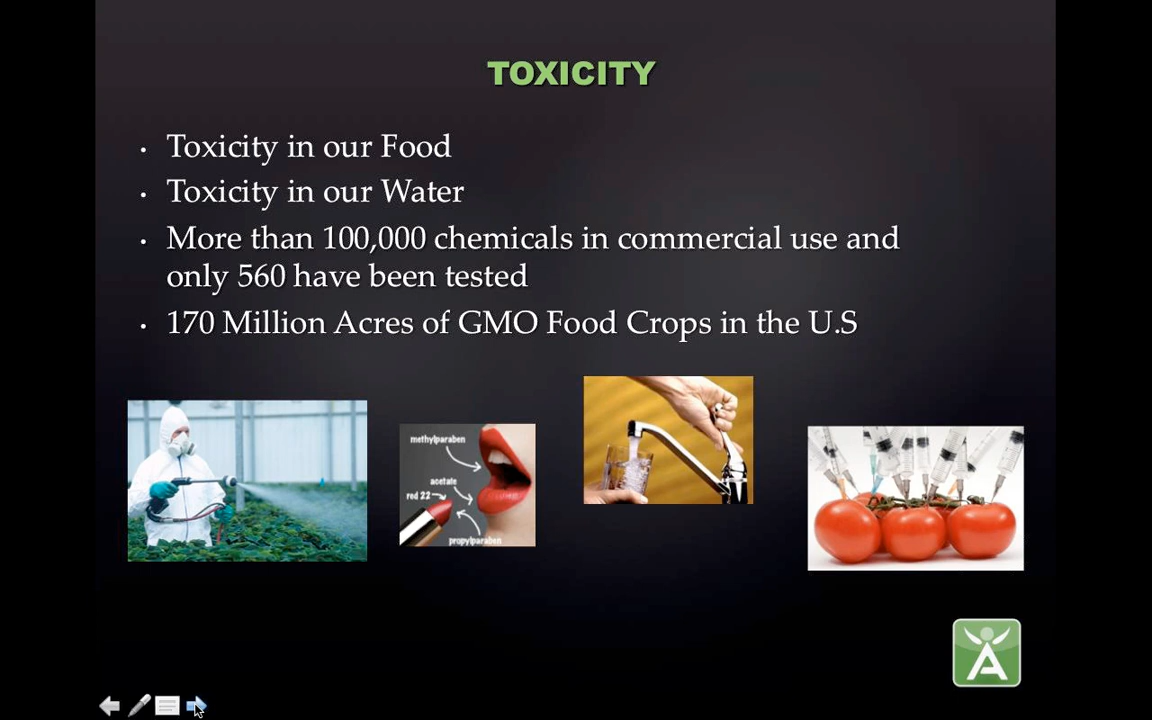 TOXICITY
• Toxicity in our Food
• Toxicity in our Water
• More than 100,000 chemicals in commercial use and
only 560 have been tested
• 170 Million Acres of GMO Food Crops in the U.S
methylparaben
acetate
red 22
propylparaben
A